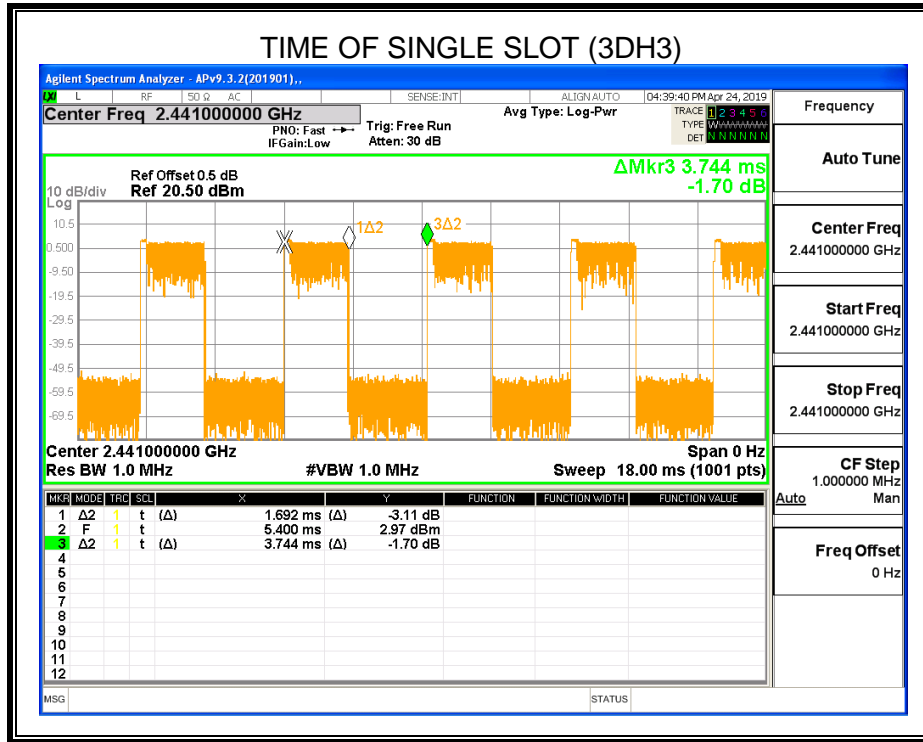 TIME OF SINGLE SLOT (3DH3)
Agilent Spectrum Analyzer - APv9.3.2(201901),,
LXI L RF 50 Ω AC SENSE:INT ALIGNAUTO 04:39:40 PM Apr 24, 2019
Center Freq 2.441000000 GHz
PNO: Fast
IFGain:Low
Trig: Free Run
Atten: 30 dB
Avg Type: Log-Pwr
TRACE 1 2 3 4 5 6
TYPE WWWWWW
DET N N N N N N
ΔMkr3 3.744 ms
-1.70 dB
Ref Offset 0.5 dB
10 dB/div Ref 20.50 dBm
Log
10.5
0.500
-9.50
-19.5
-29.5
-39.5
-49.5
-59.5
-69.5
1Δ2
3Δ2
Center 2.441000000 GHz Span 0 Hz
Res BW 1.0 MHz #VBW 1.0 MHz Sweep 18.00 ms (1001 pts)
MKR MODE TRC SCL X Y FUNCTION FUNCTION WIDTH FUNCTION VALUE
1 Δ2 1 t (Δ) 1.692 ms (Δ) -3.11 dB
2 F 1 t 5.400 ms 2.97 dBm
3 Δ2 1 t (Δ) 3.744 ms (Δ) -1.70 dB
4
5
6
7
8
9
10
11
12
MSG STATUS
Frequency
Auto Tune
Center Freq
2.441000000 GHz
Start Freq
2.441000000 GHz
Stop Freq
2.441000000 GHz
CF Step
1.000000 MHz
Auto Man
Freq Offset
0 Hz